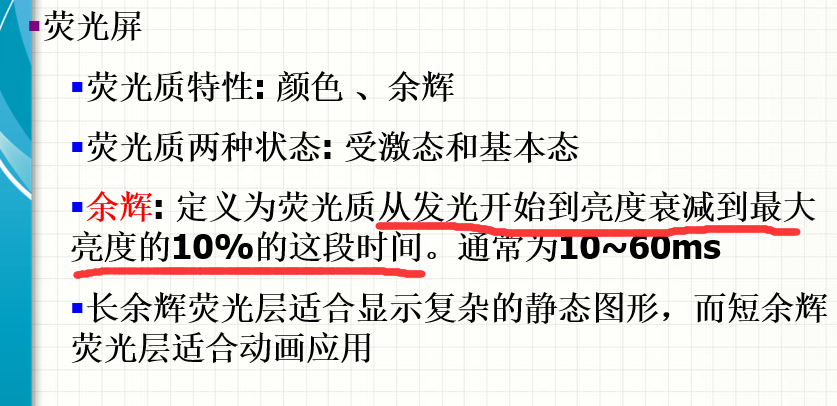 荧光屏
荧光质特性: 颜色 、余辉
荧光质两种状态: 受激态和基本态
余辉: 定义为荧光质从发光开始到亮度衰减到最大
亮度的10%的这段时间。通常为10~60ms
长余辉荧光层适合显示复杂的静态图形，而短余辉
荧光层适合动画应用